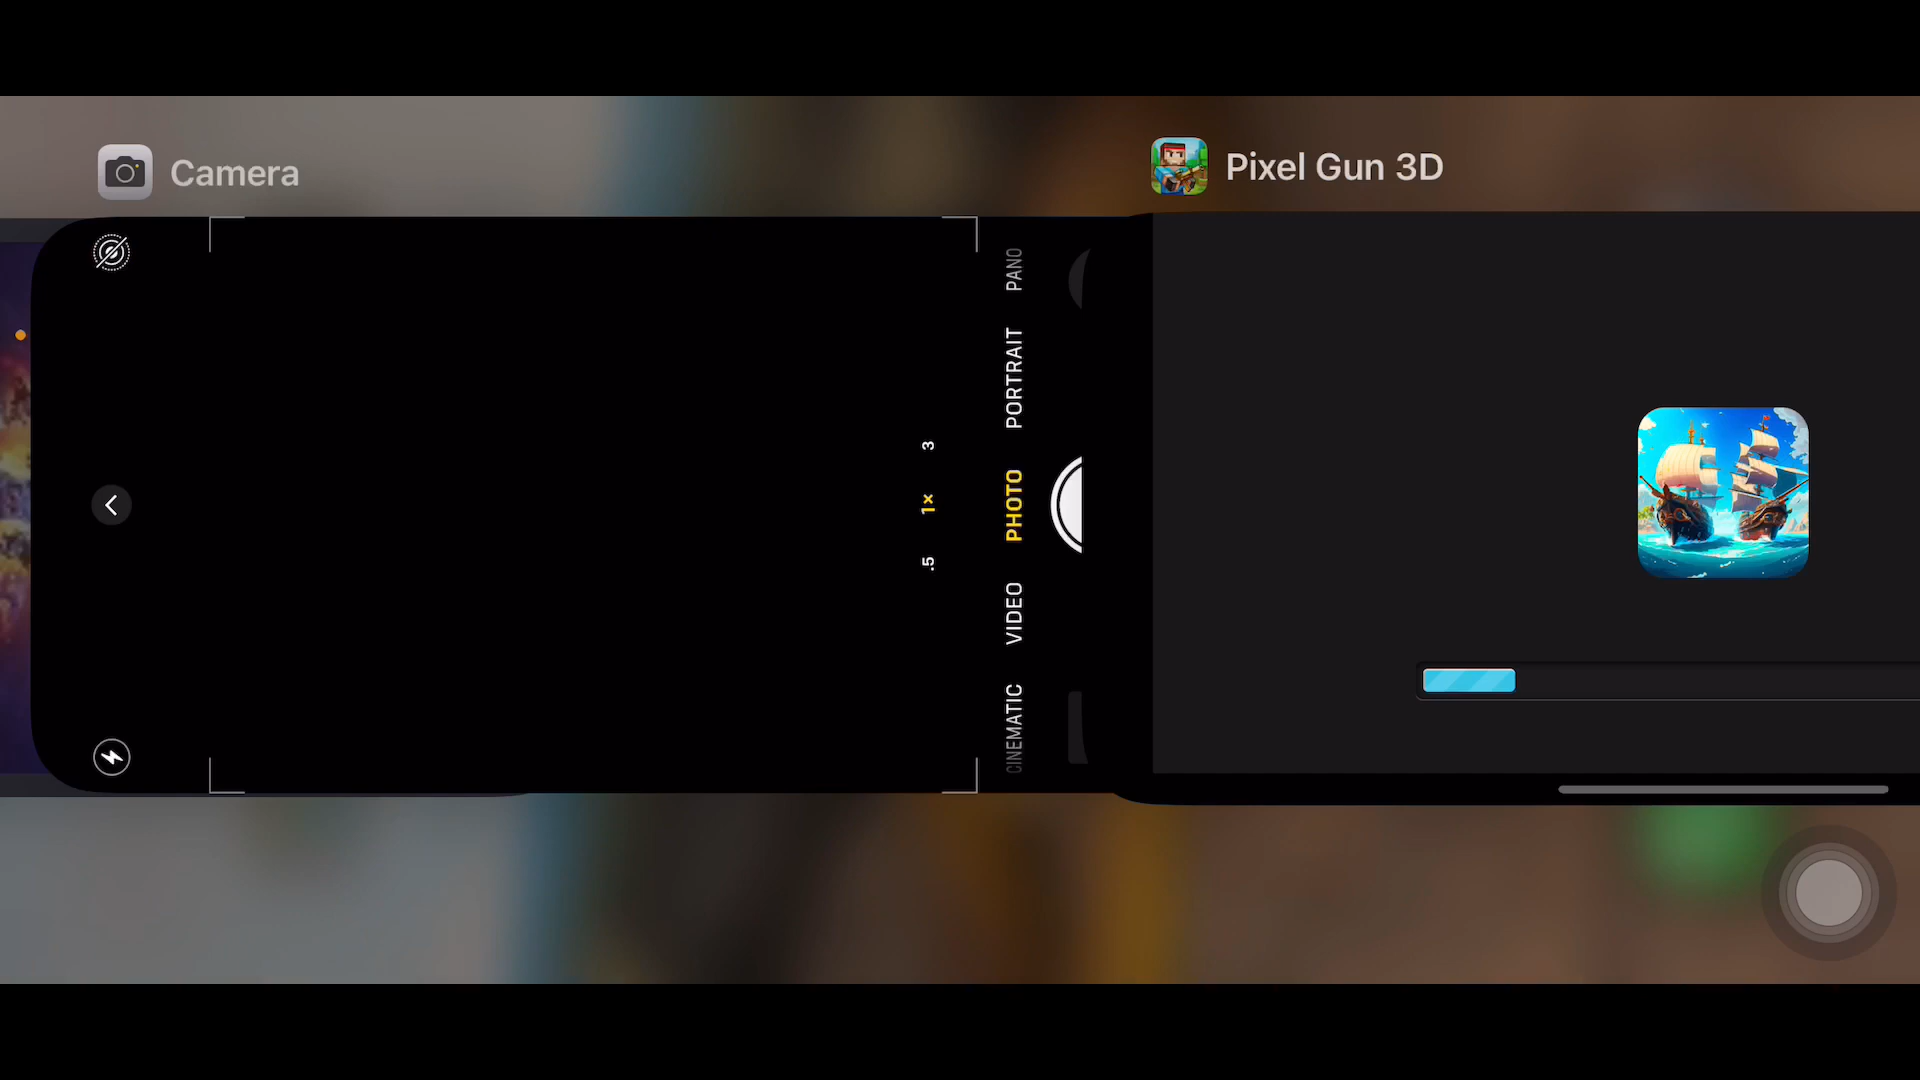 Camera
Pixel Gun 3D
PANO
PORTRAIT
PHOTO
VIDEO
CINEMATIC
3
1×
.5